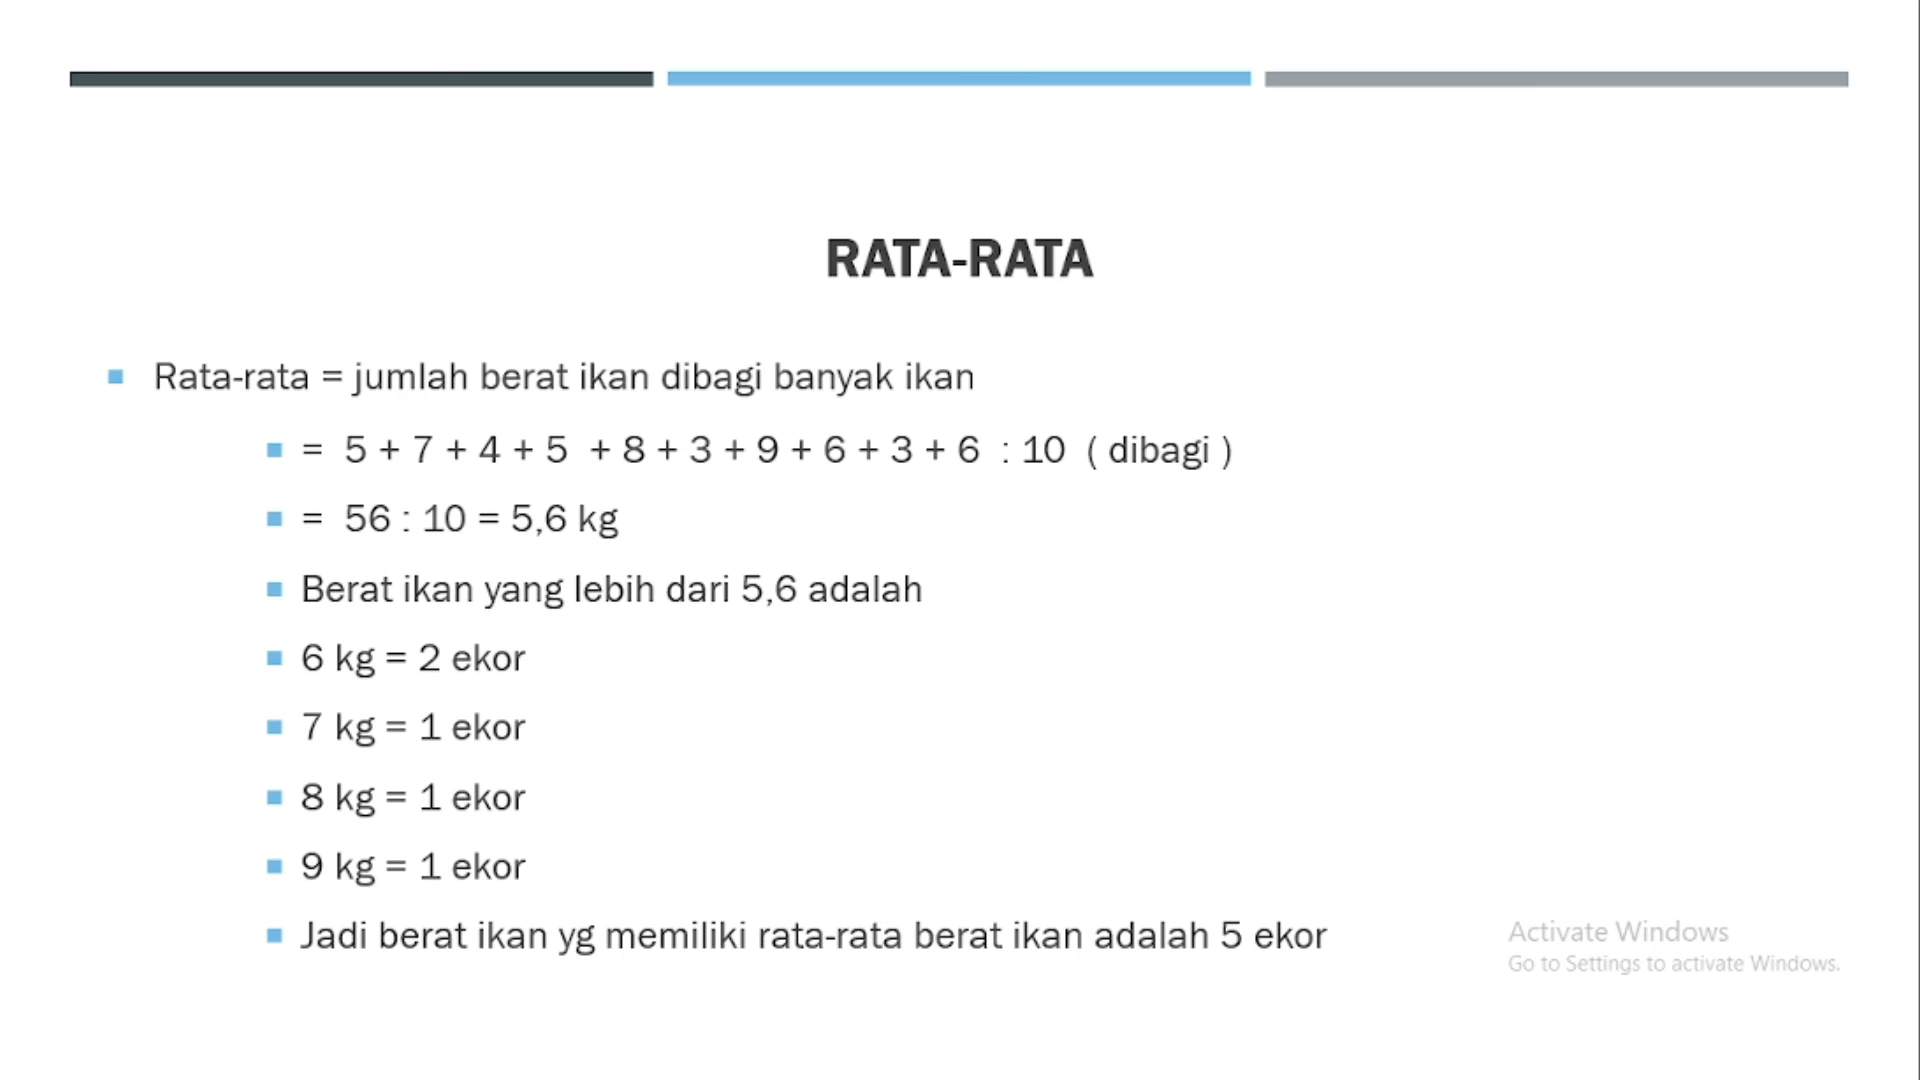 RATA-RATA
Rata-rata = jumlah berat ikan dibagi banyak ikan
= 5 + 7 + 4 + 5 + 8 + 3 + 9 + 6 + 3 + 6 : 10 ( dibagi )
= 56 : 10 = 5,6 kg
Berat ikan yang lebih dari 5,6 adalah
6 kg = 2 ekor
7 kg = 1 ekor
8 kg = 1 ekor
9 kg = 1 ekor
Jadi berat ikan yg memiliki rata-rata berat ikan adalah 5 ekor
Activate Windows
Go to Settings to activate Windows.